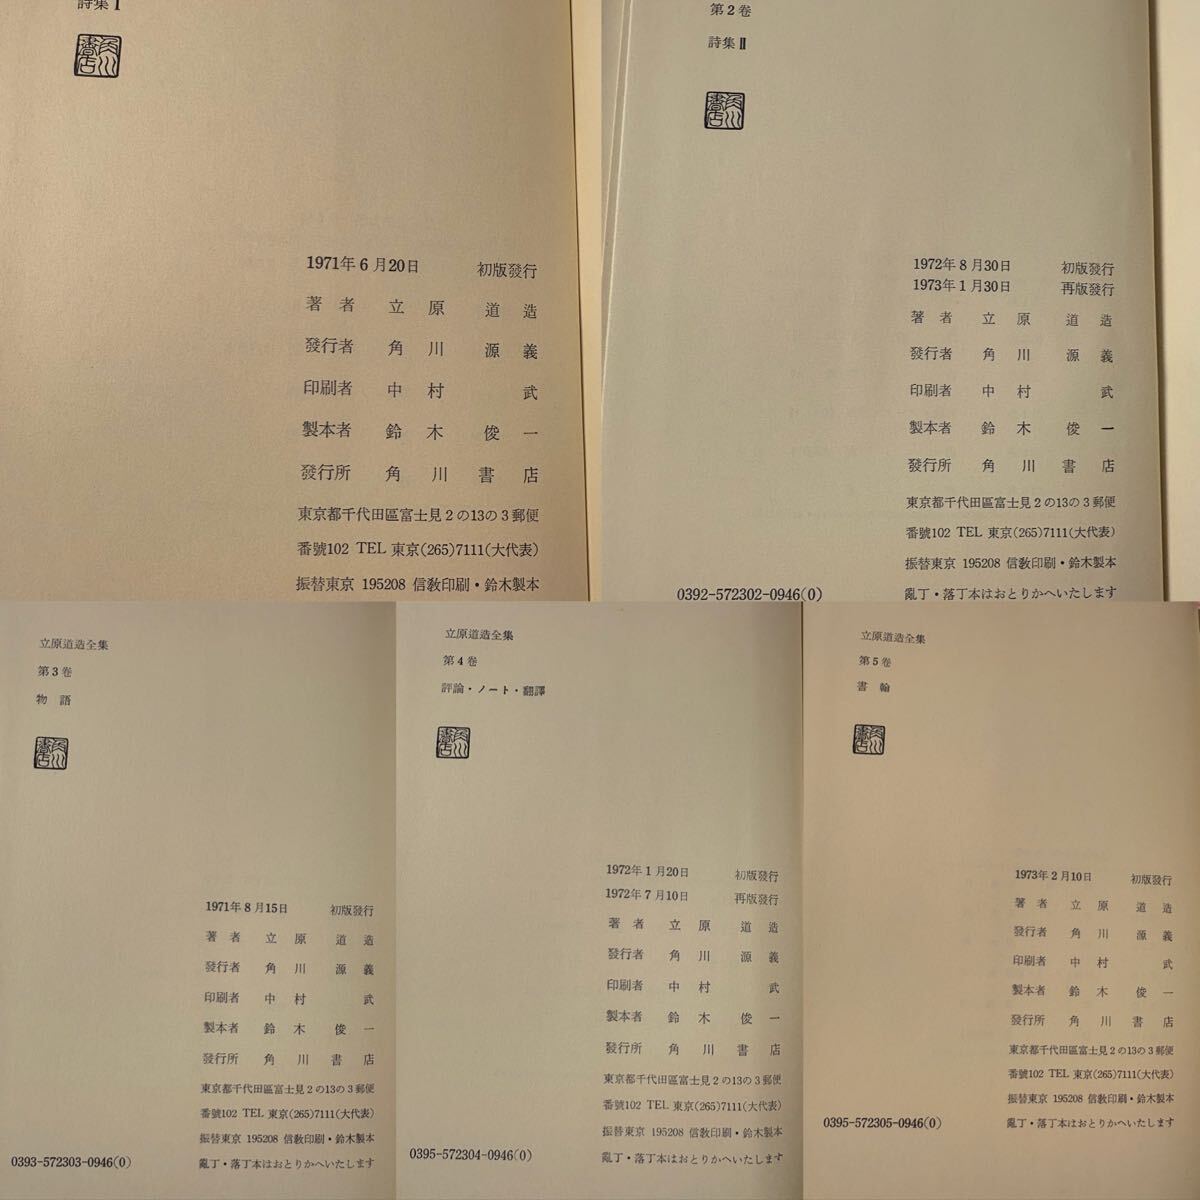 詩集 I
角川書店
1971年6月20日 初版發行
著者 立原道造
發行者 角川源義
印刷者 中村武
製本者 鈴木俊一
發行所 角川書店
東京都千代田區富士見2の13の3郵便
番號102 TEL 東京(265)7111(大代表)
振替東京 195208 信教印刷・鈴木製本
第2卷
詩集 II
角川書店
1972年8月30日 初版發行
1973年1月30日 再版發行
著者 立原道造
發行者 角川源義
印刷者 中村武
製本者 鈴木俊一
發行所 角川書店
東京都千代田區富士見2の13の3郵便
番號102 TEL 東京(265)7111(大代表)
振替東京 195208 信教印刷・鈴木製本
0392-572302-0946(0) 亂丁・落丁本はおとりかへいたします
立原道造全集
第3卷
物語
角川書店
1971年8月15日 初版發行
著者 立原道造
發行者 角川源義
印刷者 中村武
製本者 鈴木俊一
發行所 角川書店
東京都千代田區富士見2の13の3郵便
番號102 TEL 東京(265)7111(大代表)
振替東京 195208 信教印刷・鈴木製本
0393-572303-0946(0) 亂丁・落丁本はおとりかへいたします
立原道造全集
第4卷
評論・ノート・翻譯
角川書店
1972年1月20日 初版發行
1972年7月10日 再版發行
著者 立原道造
發行者 角川源義
印刷者 中村武
製本者 鈴木俊一
發行所 角川書店
東京都千代田區富士見2の13の3郵便
番號102 TEL 東京(265)7111(大代表)
振替東京 195208 信教印刷・鈴木製本
0395-572304-0946(0) 亂丁・落丁本はおとりかへいたします
立原道造全集
第5卷
書翰
角川書店
1973年2月10日 初版發行
著者 立原道造
發行者 角川源義
印刷者 中村武
製本者 鈴木俊一
發行所 角川書店
東京都千代田區富士見2の13の3郵便
番號102 TEL 東京(265)7111(大代表)
振替東京 195208 信教印刷・鈴木製本
0395-572305-0946(0) 亂丁・落丁本はおとりかへいたします